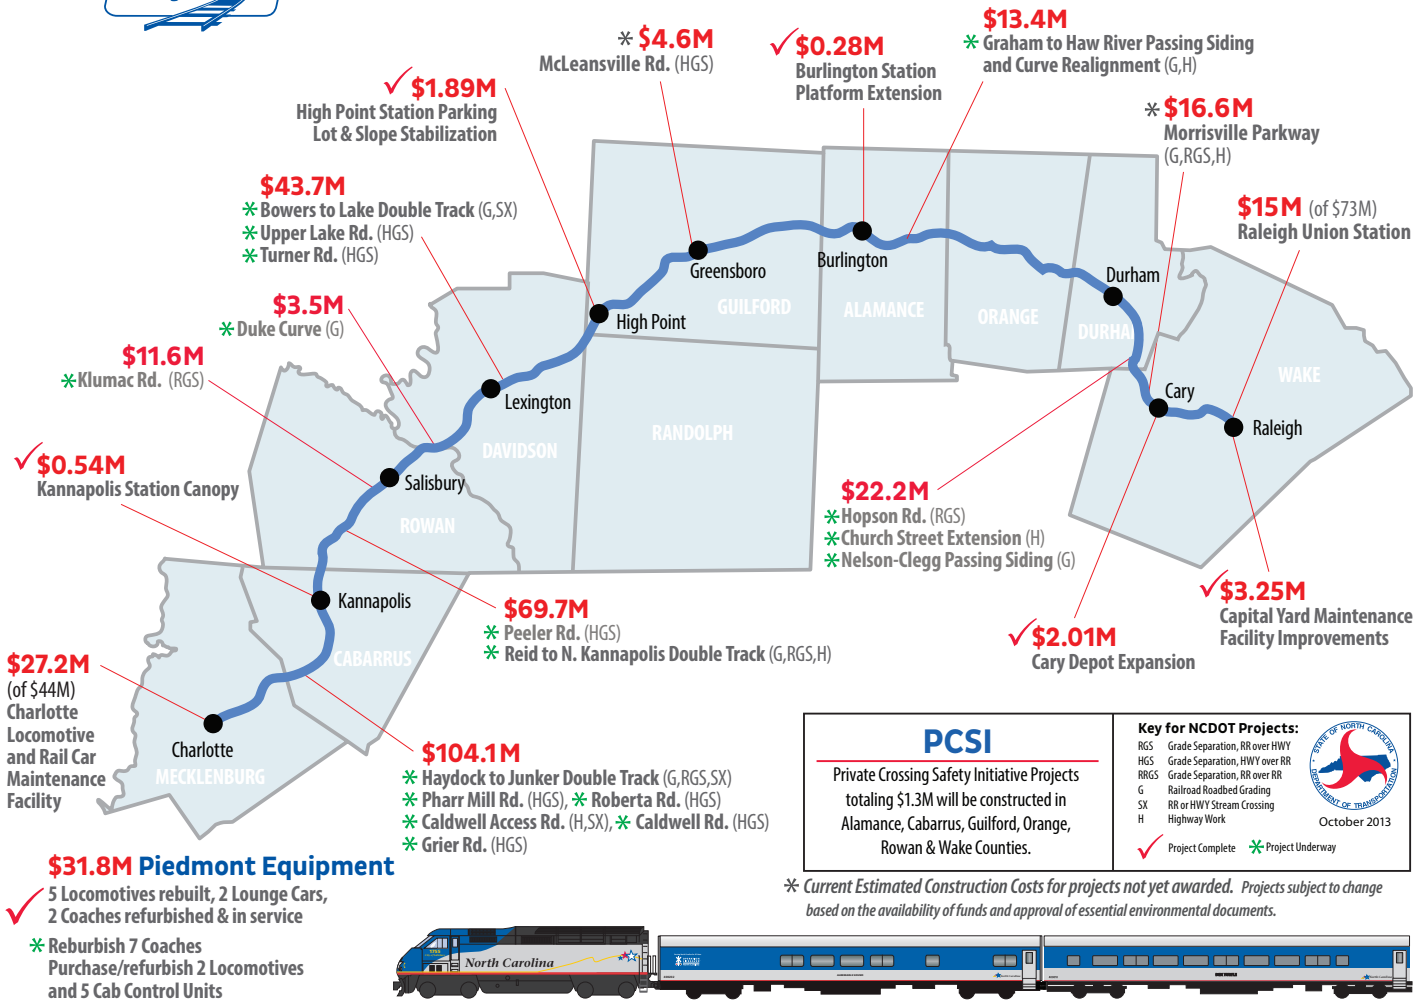 $13.4M
* Graham to Haw River Passing Siding
and Curve Realignment (G,H)
* $4.6M
McLeansville Rd. (HGS)
✓ $0.28M
Burlington Station
Platform Extension
✓ $1.89M
High Point Station Parking
Lot & Slope Stabilization
* $16.6M
Morrisville Parkway
(G,RGS,H)
$43.7M
* Bowers to Lake Double Track (G,SX)
* Upper Lake Rd. (HGS)
* Turner Rd. (HGS)
$15M (of $73M)
Raleigh Union Station
$3.5M
* Duke Curve (G)
$11.6M
* Klumac Rd. (RGS)
✓ $0.54M
Kannapolis Station Canopy
Greensboro
Burlington
Durham
High Point
Lexington
Cary
Raleigh
Salisbury
Kannapolis
Charlotte
GUILFORD
ALAMANCE
ORANGE
DURHA
WAKE
RANDOLPH
DAVIDSON
ROWAN
CABARRUS
MECKLENBURG
$22.2M
* Hopson Rd. (RGS)
* Church Street Extension (H)
* Nelson-Clegg Passing Siding (G)
✓ $3.25M
Capital Yard Maintenance
Facility Improvements
✓ $2.01M
Cary Depot Expansion
$69.7M
* Peeler Rd. (HGS)
* Reid to N. Kannapolis Double Track (G,RGS,H)
$27.2M
(of $44M)
Charlotte
Locomotive
and Rail Car
Maintenance
Facility
$104.1M
* Haydock to Junker Double Track (G,RGS,SX)
* Pharr Mill Rd. (HGS), * Roberta Rd. (HGS)
* Caldwell Access Rd. (H,SX), * Caldwell Rd. (HGS)
* Grier Rd. (HGS)
PCSI
Private Crossing Safety Initiative Projects
totaling $1.3M will be constructed in
Alamance, Cabarrus, Guilford, Orange,
Rowan & Wake Counties.
Key for NCDOT Projects:
RGS Grade Separation, RR over HWY
HGS Grade Separation, HWY over RR
RRGS Grade Separation, RR over RR
G Railroad Roadbed Grading
SX RR or HWY Stream Crossing
H Highway Work
✓ Project Complete * Project Underway
STATE OF NORTH CAROLINA
DEPARTMENT OF TRANSPORTATION
October 2013
* Current Estimated Construction Costs for projects not yet awarded. Projects subject to change
based on the availability of funds and approval of essential environmental documents.
$31.8M Piedmont Equipment
✓ 5 Locomotives rebuilt, 2 Lounge Cars,
2 Coaches refurbished & in service
* Reburbish 7 Coaches
Purchase/refurbish 2 Locomotives
and 5 Cab Control Units
North Carolina